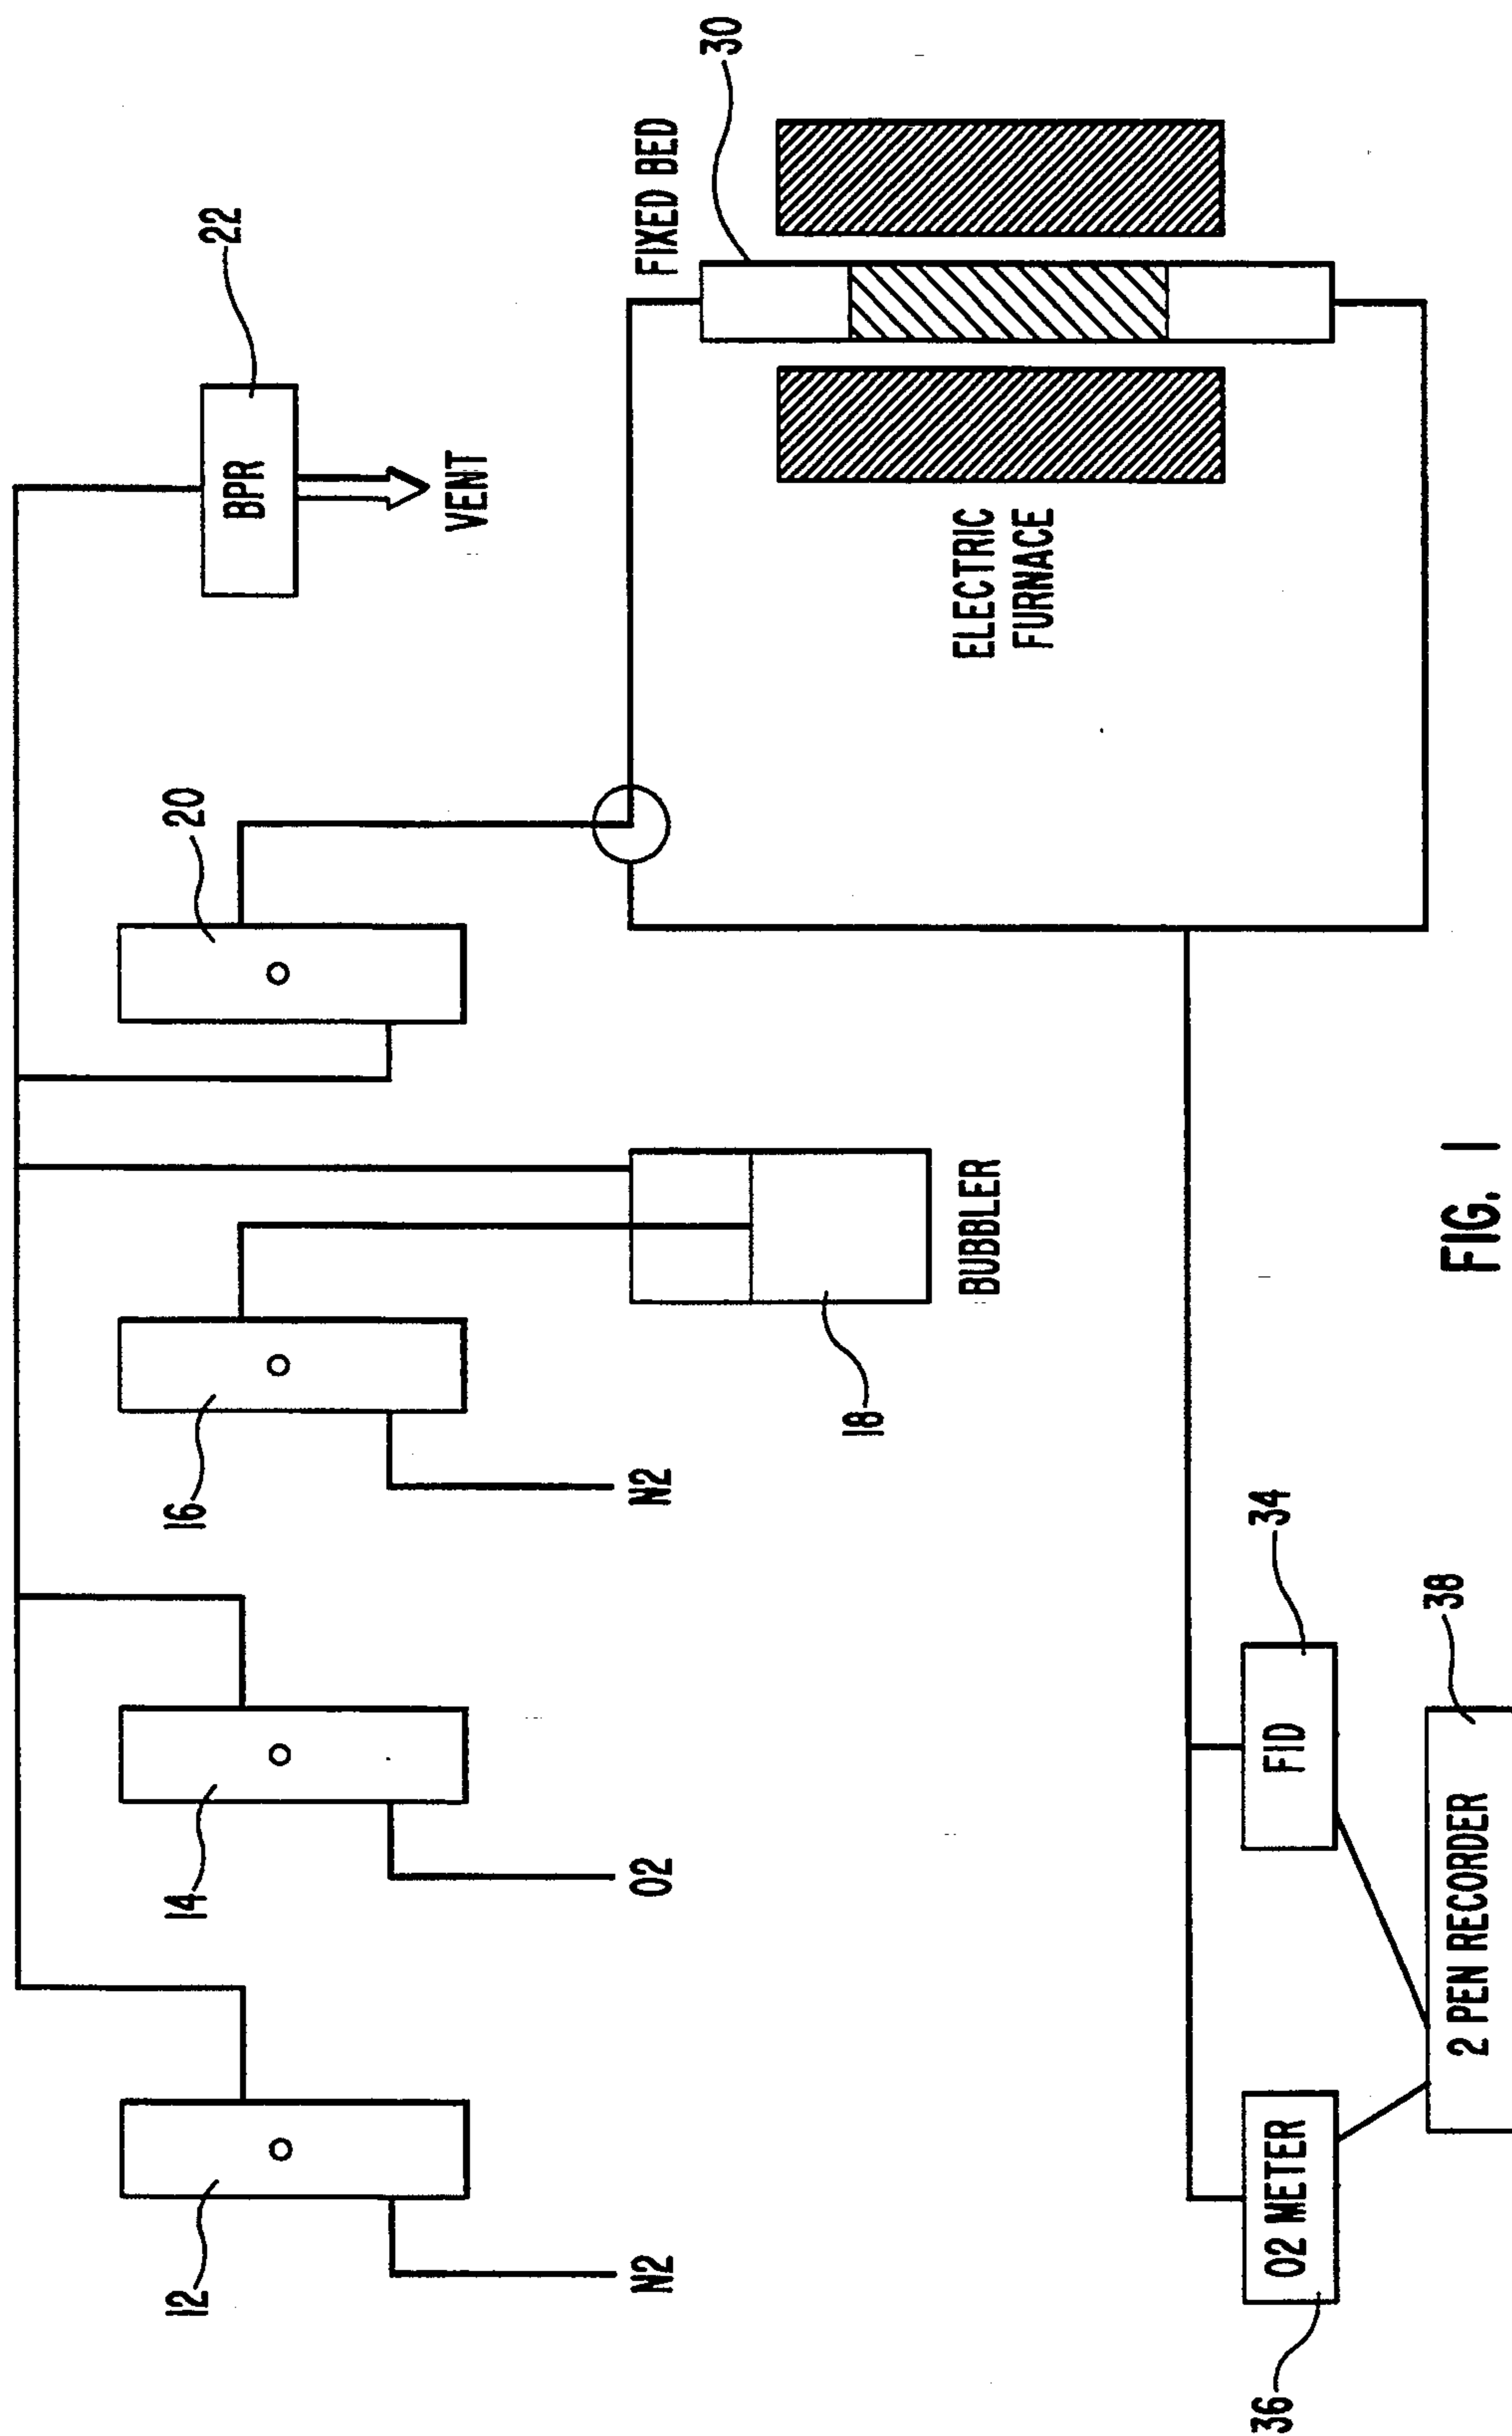 12
N2
14
O2
16
N2
18
BUBBLER
20
22
BPR
VENT
FIXED BED
30
ELECTRIC
FURNACE
36
O2 METER
34
FID
38
2 PEN RECORDER
FIG. 1